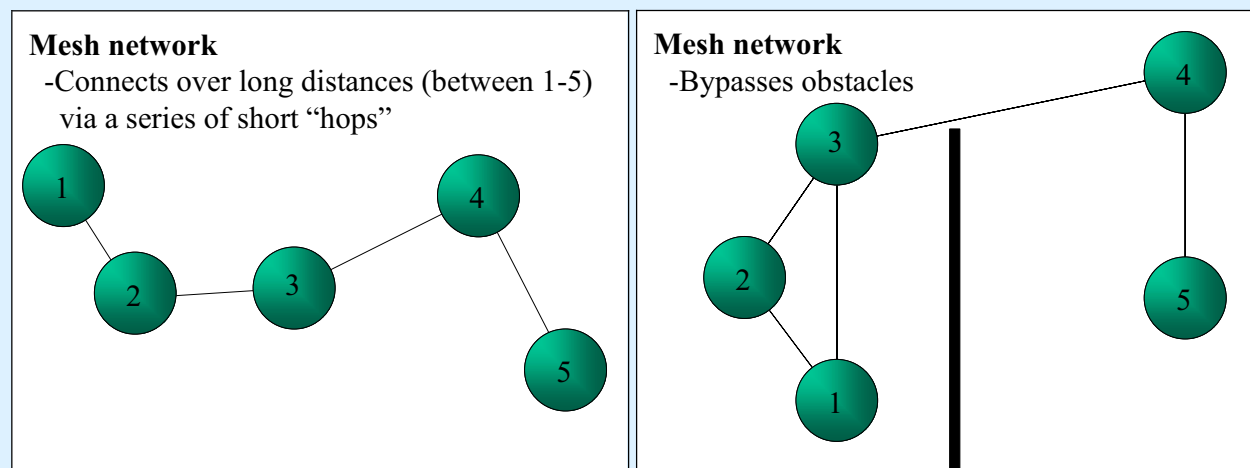 Mesh network
-Connects over long distances (between 1-5)
via a series of short “hops”
1
2
3
4
5
Mesh network
-Bypasses obstacles
4
3
2
5
1